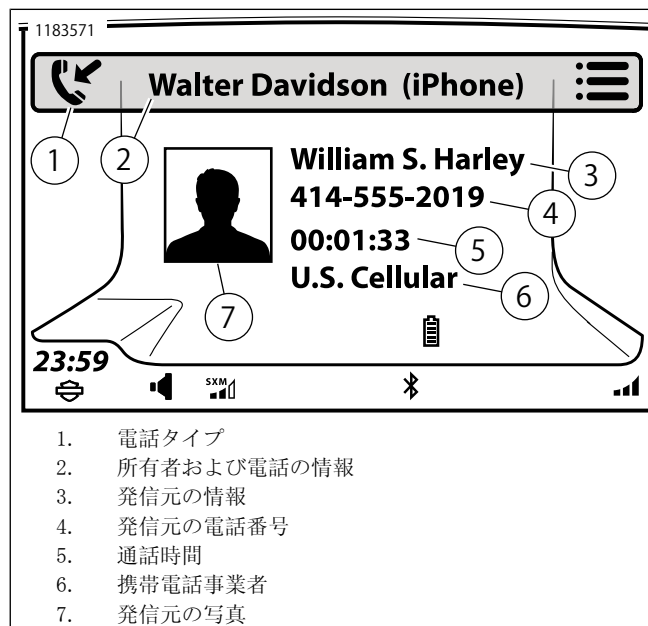 1183571
Walter Davidson (iPhone)
1
2
William S. Harley
3
414-555-2019
4
00:01:33
5
U.S. Cellular
6
7
23:59
SXM
1. 電話タイプ
2. 所有者および電話の情報
3. 発信元の情報
4. 発信元の電話番号
5. 通話時間
6. 携帯電話事業者
7. 発信元の写真